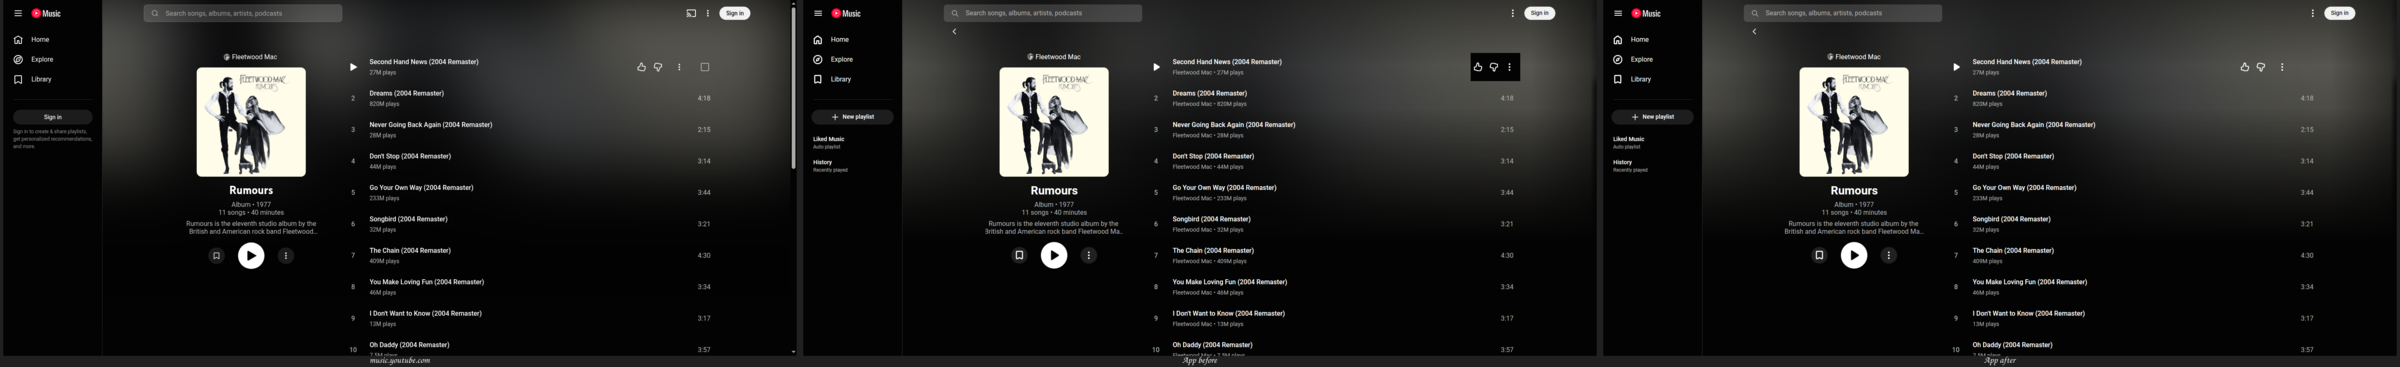 Music
Search songs, albums, artists, podcasts
Sign in
Home
Explore
Library
Sign in
Sign in to create & share playlists,
get personalized recommendations,
and more.
Fleetwood Mac
FLEETWOOD MAC
Rumours
Album • 1977
11 songs • 40 minutes
Rumours is the eleventh studio album by the
British and American rock band Fleetwood…
Second Hand News (2004 Remaster)
27M plays
2 Dreams (2004 Remaster) 4:18
820M plays
3 Never Going Back Again (2004 Remaster) 2:15
28M plays
4 Don't Stop (2004 Remaster) 3:14
44M plays
5 Go Your Own Way (2004 Remaster) 3:44
233M plays
6 Songbird (2004 Remaster) 3:21
32M plays
7 The Chain (2004 Remaster) 4:30
409M plays
8 You Make Loving Fun (2004 Remaster) 3:34
46M plays
9 I Don't Want to Know (2004 Remaster) 3:17
13M plays
10 Oh Daddy (2004 Remaster) 3:57
music.youtube.com
Music
Search songs, albums, artists, podcasts
Sign in
Home
Explore
Library
New playlist
Liked Music
Auto playlist
History
Recently played
Fleetwood Mac
FLEETWOOD MAC
Rumours
Album • 1977
11 songs • 40 minutes
Rumours is the eleventh studio album by the
British and American rock band Fleetwood Ma…
Second Hand News (2004 Remaster)
Fleetwood Mac • 27M plays
2 Dreams (2004 Remaster) 4:18
Fleetwood Mac • 820M plays
3 Never Going Back Again (2004 Remaster) 2:15
Fleetwood Mac • 28M plays
4 Don't Stop (2004 Remaster) 3:14
Fleetwood Mac • 44M plays
5 Go Your Own Way (2004 Remaster) 3:44
Fleetwood Mac • 233M plays
6 Songbird (2004 Remaster) 3:21
Fleetwood Mac • 32M plays
7 The Chain (2004 Remaster) 4:30
Fleetwood Mac • 409M plays
8 You Make Loving Fun (2004 Remaster) 3:34
Fleetwood Mac • 46M plays
9 I Don't Want to Know (2004 Remaster) 3:17
Fleetwood Mac • 13M plays
10 Oh Daddy (2004 Remaster) 3:57
App before
Music
Search songs, albums, artists, podcasts
Sign in
Home
Explore
Library
New playlist
Liked Music
Auto playlist
History
Recently played
Fleetwood Mac
FLEETWOOD MAC
Rumours
Album • 1977
11 songs • 40 minutes
Rumours is the eleventh studio album by the
British and American rock band Fleetwood Ma…
Second Hand News (2004 Remaster)
27M plays
2 Dreams (2004 Remaster) 4:18
820M plays
3 Never Going Back Again (2004 Remaster) 2:15
28M plays
4 Don't Stop (2004 Remaster) 3:14
44M plays
5 Go Your Own Way (2004 Remaster) 3:44
233M plays
6 Songbird (2004 Remaster) 3:21
32M plays
7 The Chain (2004 Remaster) 4:30
409M plays
8 You Make Loving Fun (2004 Remaster) 3:34
46M plays
9 I Don't Want to Know (2004 Remaster) 3:17
13M plays
10 Oh Daddy (2004 Remaster) 3:57
App after